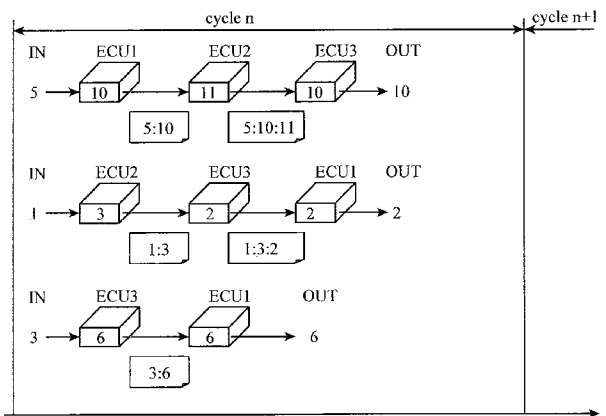 cycle n cycle n+1
IN ECU1 ECU2 ECU3 OUT
5 10 11 10 10
5:10 5:10:11
IN ECU2 ECU3 ECU1 OUT
1 3 2 2 2
1:3 1:3:2
IN ECU3 ECU1 OUT
3 6 6 6
3:6